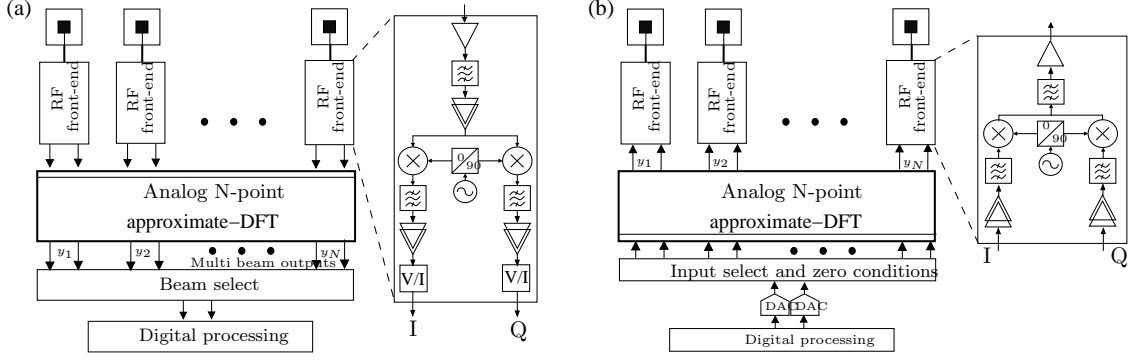 (a)
RF front-end
RF front-end
RF front-end
Analog N-point
approximate–DFT
y1
y2
yN
Multi beam outputs
Beam select
Digital processing
0
90
V/I
V/I
I
Q
(b)
RF front-end
RF front-end
RF front-end
y1
y2
yN
Analog N-point
approximate–DFT
Input select and zero conditions
DAC
DAC
Digital processing
0
90
I
Q